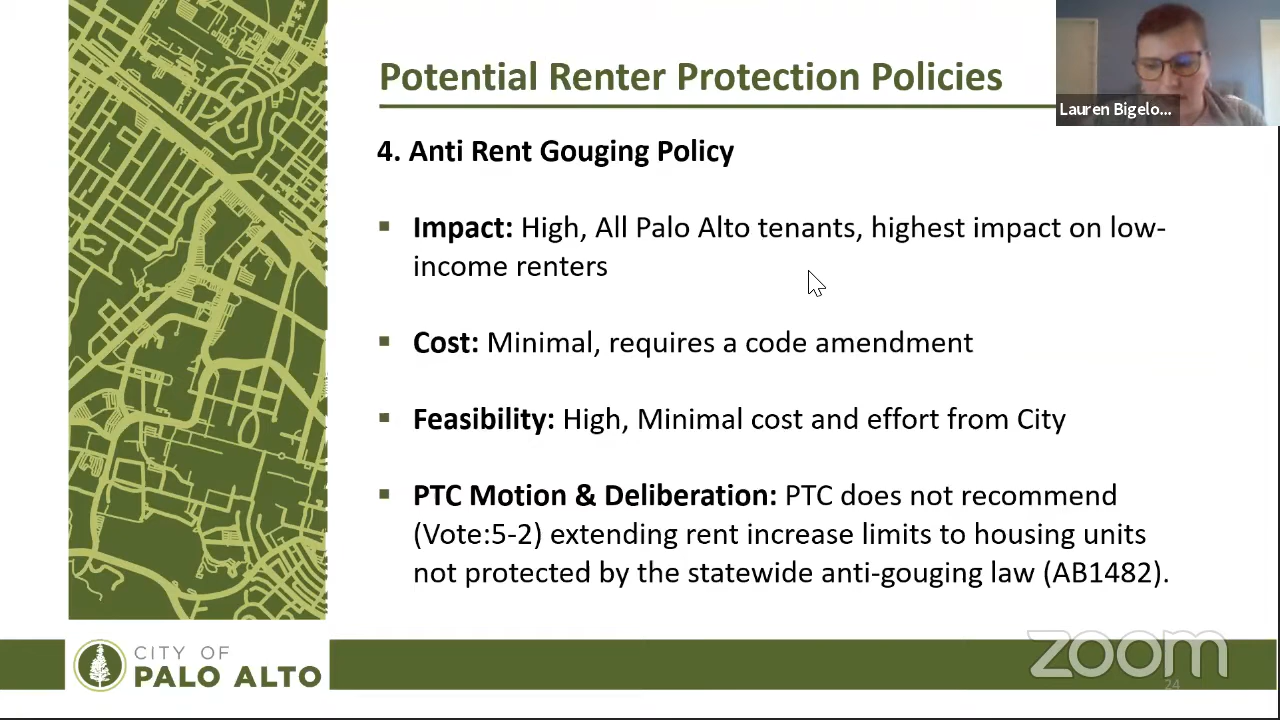 Potential Renter Protection Policies
Lauren Bigelo...
4. Anti Rent Gouging Policy
▪ Impact: High, All Palo Alto tenants, highest impact on low-
income renters
▪ Cost: Minimal, requires a code amendment
▪ Feasibility: High, Minimal cost and effort from City
▪ PTC Motion & Deliberation: PTC does not recommend
(Vote:5-2) extending rent increase limits to housing units
not protected by the statewide anti-gouging law (AB1482).
CITY OF
PALO ALTO
zoom
24